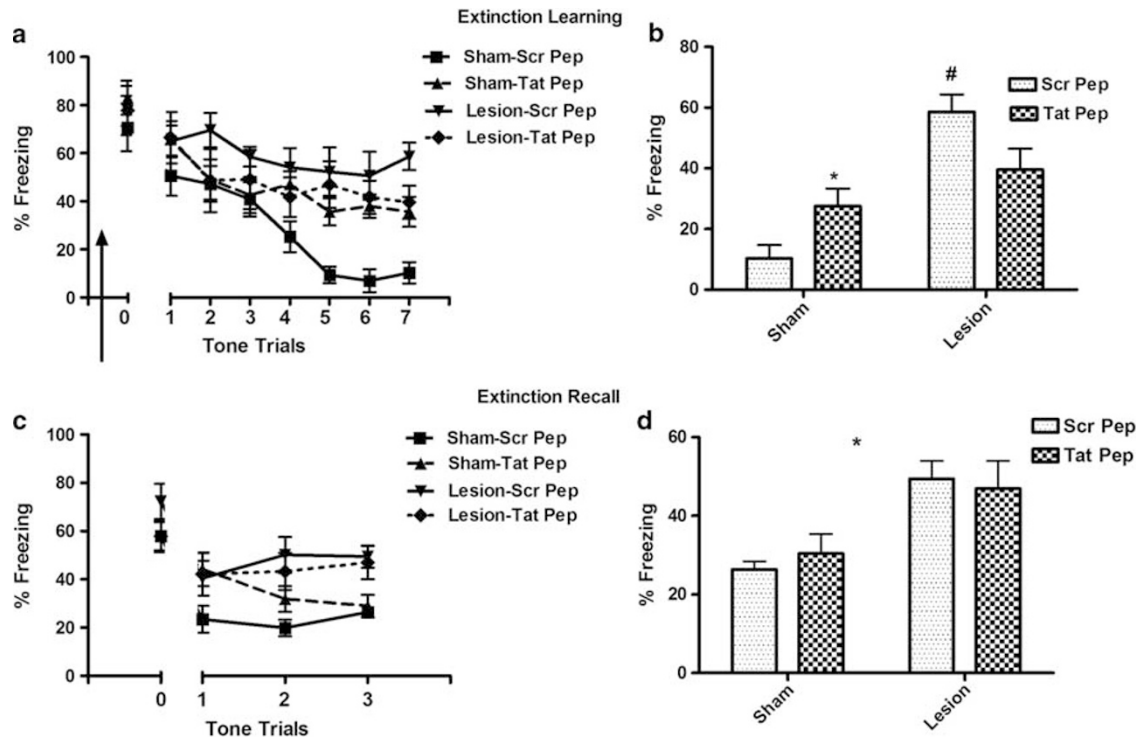 Extinction Learning
a
100
80
60
40
20
0
% Freezing
0 1 2 3 4 5 6 7
Tone Trials
Sham-Scr Pep
Sham-Tat Pep
Lesion-Scr Pep
Lesion-Tat Pep
b
80
60
40
20
0
% Freezing
*
#
Scr Pep
Tat Pep
Sham Lesion
Extinction Recall
c
100
80
60
40
20
0
% Freezing
0 1 2 3
Tone Trials
Sham-Scr Pep
Sham-Tat Pep
Lesion-Scr Pep
Lesion-Tat Pep
d
60
40
20
0
% Freezing
*
Scr Pep
Tat Pep
Sham Lesion